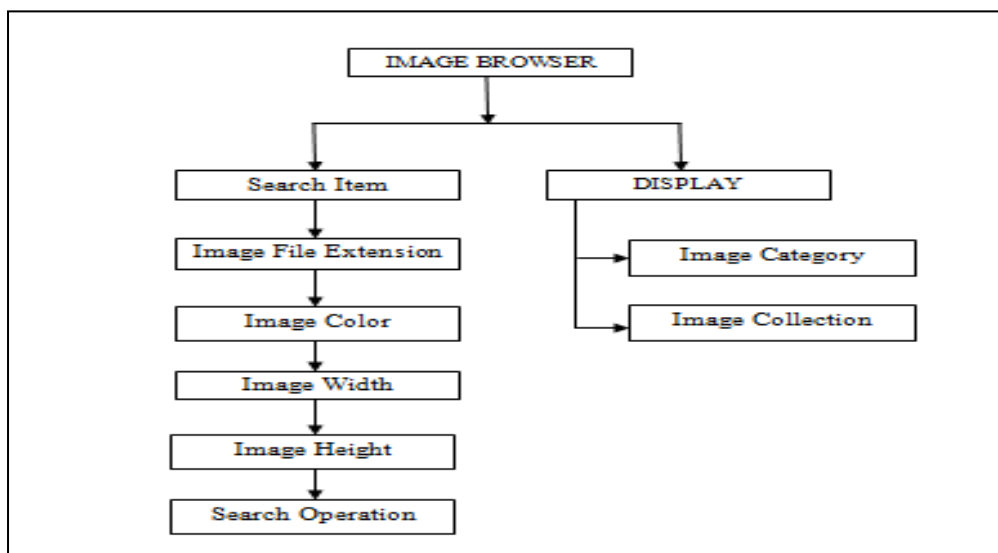 IMAGE BROWSER
Search Item
Image File Extension
Image Color
Image Width
Image Height
Search Operation
DISPLAY
Image Category
Image Collection